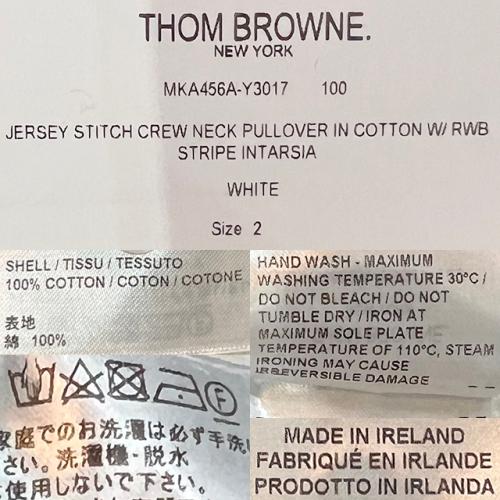 THOM BROWNE.
NEW YORK
MKA456A-Y3017 100
JERSEY STITCH CREW NECK PULLOVER IN COTTON W/ RWB
STRIPE INTARSIA
WHITE
Size 2
SHELL / TISSU / TESSUTO
100% COTTON / COTON / COTONE
表地
綿 100%
HAND WASH - MAXIMUM
WASHING TEMPERATURE 30°C /
DO NOT BLEACH / DO NOT
TUMBLE DRY / IRON AT
MAXIMUM SOLE PLATE
TEMPERATURE OF 110°C, STEAM
IRONING MAY CAUSE
IRREVERSIBLE DAMAGE
F
家庭でのお洗濯は必ず手洗い
さい。洗濯機・脱水
使用しないで下さい。
MADE IN IRELAND
FABRIQUÉ EN IRLANDE
PRODOTTO IN IRLANDA